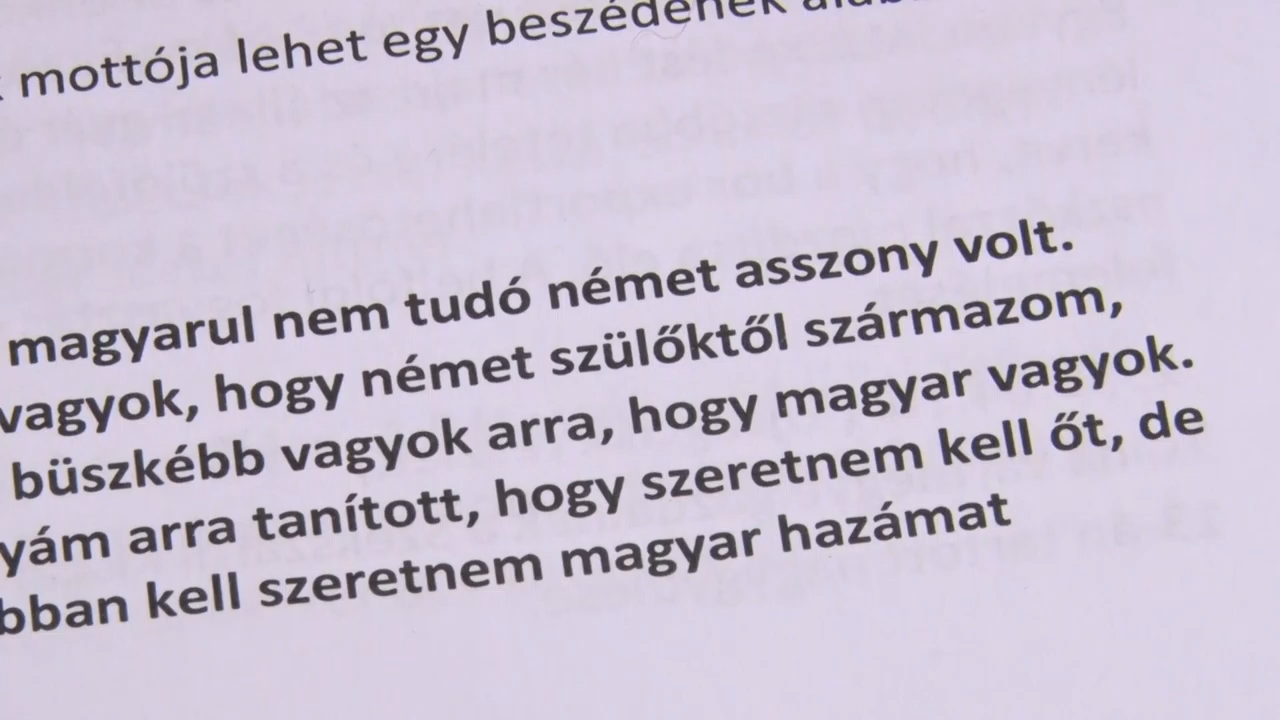 mottója lehet egy beszédének
magyarul nem tudó német asszony volt.
vagyok, hogy német szülőktől származom,
büszkébb vagyok arra, hogy magyar vagyok.
yám arra tanított, hogy szeretnem kell őt, de
bban kell szeretnem magyar hazámat